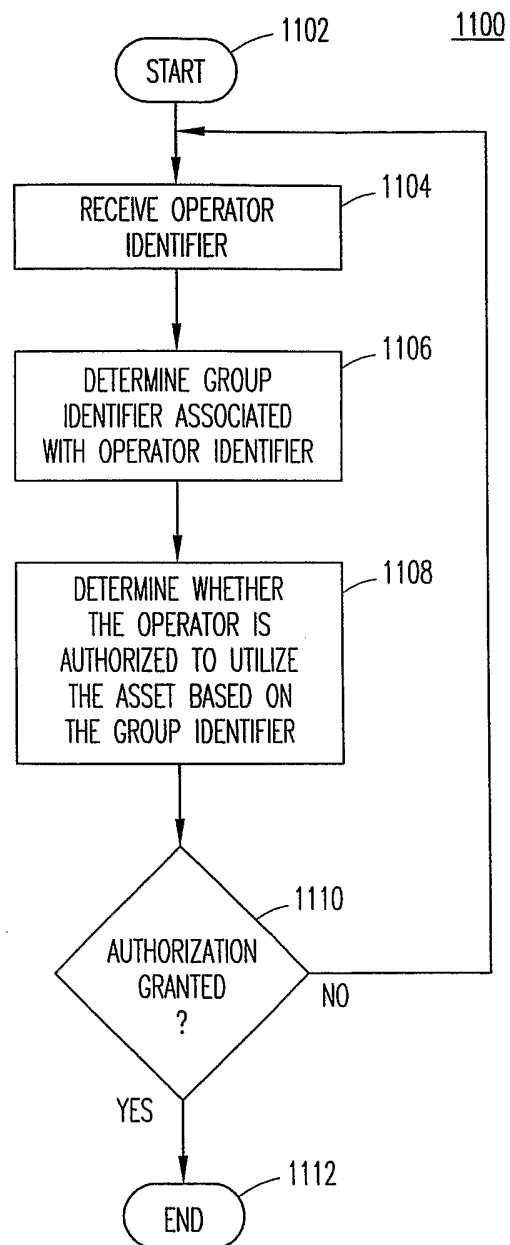 1100
1102
START
1104
RECEIVE OPERATOR
IDENTIFIER
1106
DETERMINE GROUP
IDENTIFIER ASSOCIATED
WITH OPERATOR IDENTIFIER
1108
DETERMINE WHETHER
THE OPERATOR IS
AUTHORIZED TO UTILIZE
THE ASSET BASED ON
THE GROUP IDENTIFIER
1110
AUTHORIZATION
GRANTED
?
NO
YES
1112
END